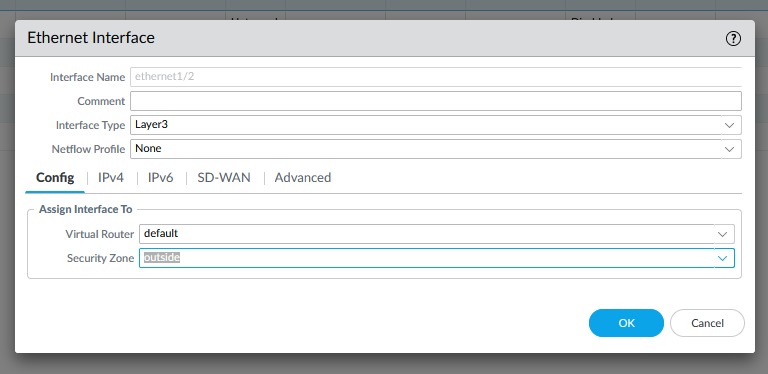 Ethernet Interface
Interface Name ethernet1/2
Comment
Interface Type Layer3
Netflow Profile None
Config IPv4 IPv6 SD-WAN Advanced
Assign Interface To
Virtual Router default
Security Zone outside
OK Cancel